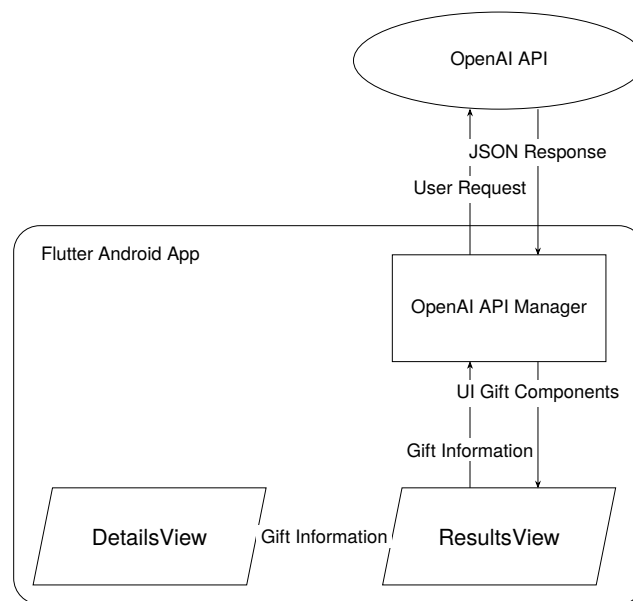 OpenAI API
JSON Response
User Request
Flutter Android App
OpenAI API Manager
UI Gift Components
Gift Information
DetailsView
Gift Information
ResultsView